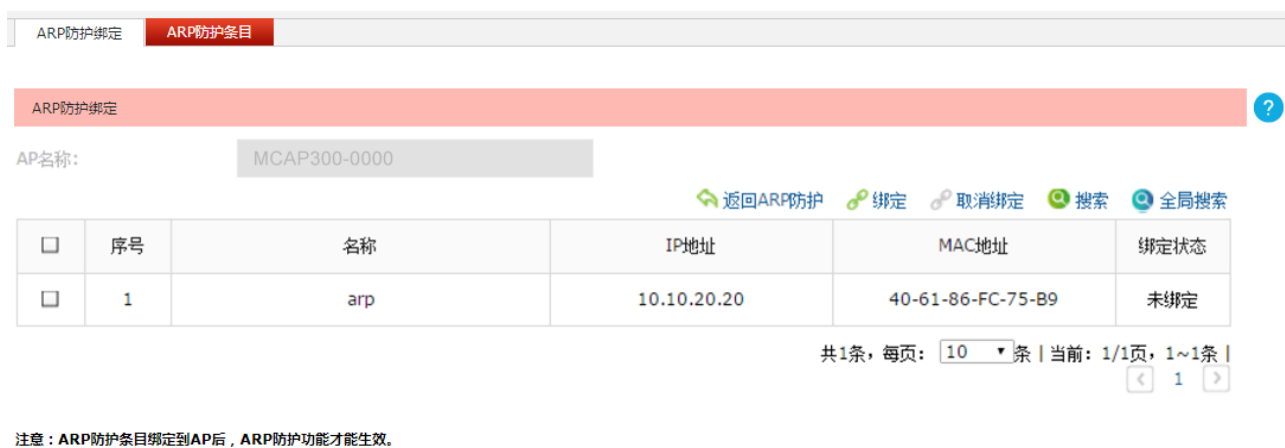 ARP防护绑定 ARP防护条目
ARP防护绑定
?
AP名称: MCAP300-0000
返回ARP防护 绑定 取消绑定 搜索 全局搜索
序号 名称 IP地址 MAC地址 绑定状态
1 arp 10.10.20.20 40-61-86-FC-75-B9 未绑定
共1条，每页: 10 条 | 当前: 1/1页，1~1条 |
< 1 >
注意：ARP防护条目绑定到AP后，ARP防护功能才能生效。